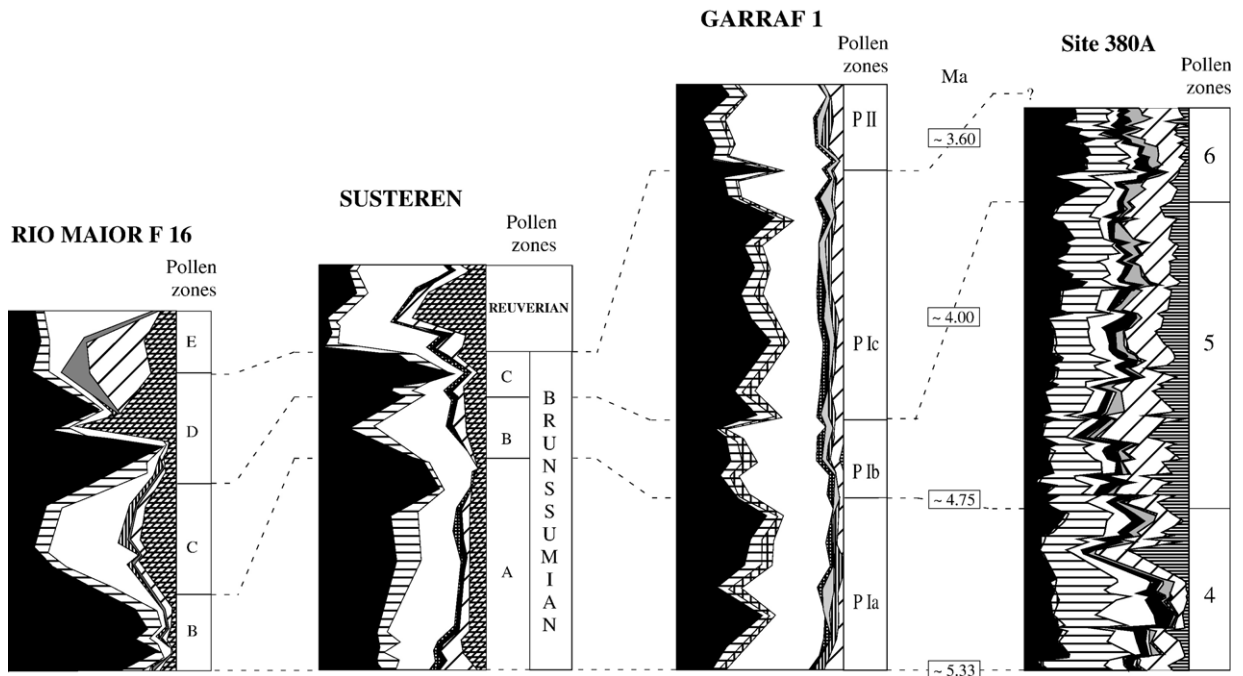 GARRAF 1
Pollen
zones
Ma
Site 380A
Pollen
zones
?
P II
~ 3.60
6
SUSTEREN
Pollen
zones
RIO MAIOR F 16
Pollen
zones
REUVERIAN
E
C
D
B
C
B
A
BRUNSSUMIAN
P Ic
~ 4.00
5
P Ib
~ 4.75
P Ia
4
~ 5.33